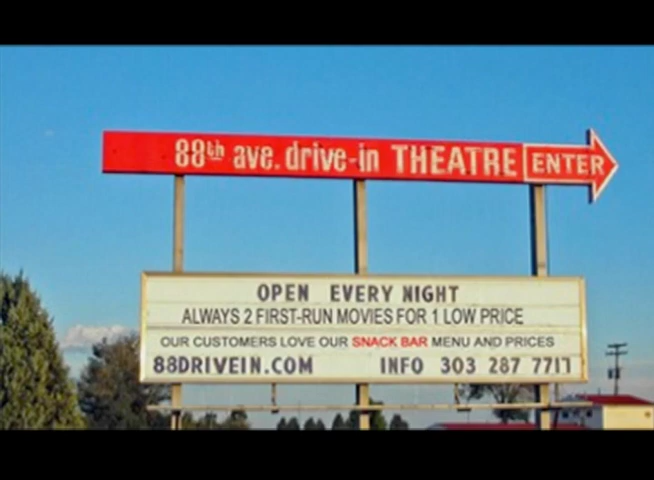 88th ave. drive-in THEATRE ENTER
OPEN EVERY NIGHT
ALWAYS 2 FIRST-RUN MOVIES FOR 1 LOW PRICE
OUR CUSTOMERS LOVE OUR SNACK BAR MENU AND PRICES
88DRIVEIN.COM INFO 303 287 7717